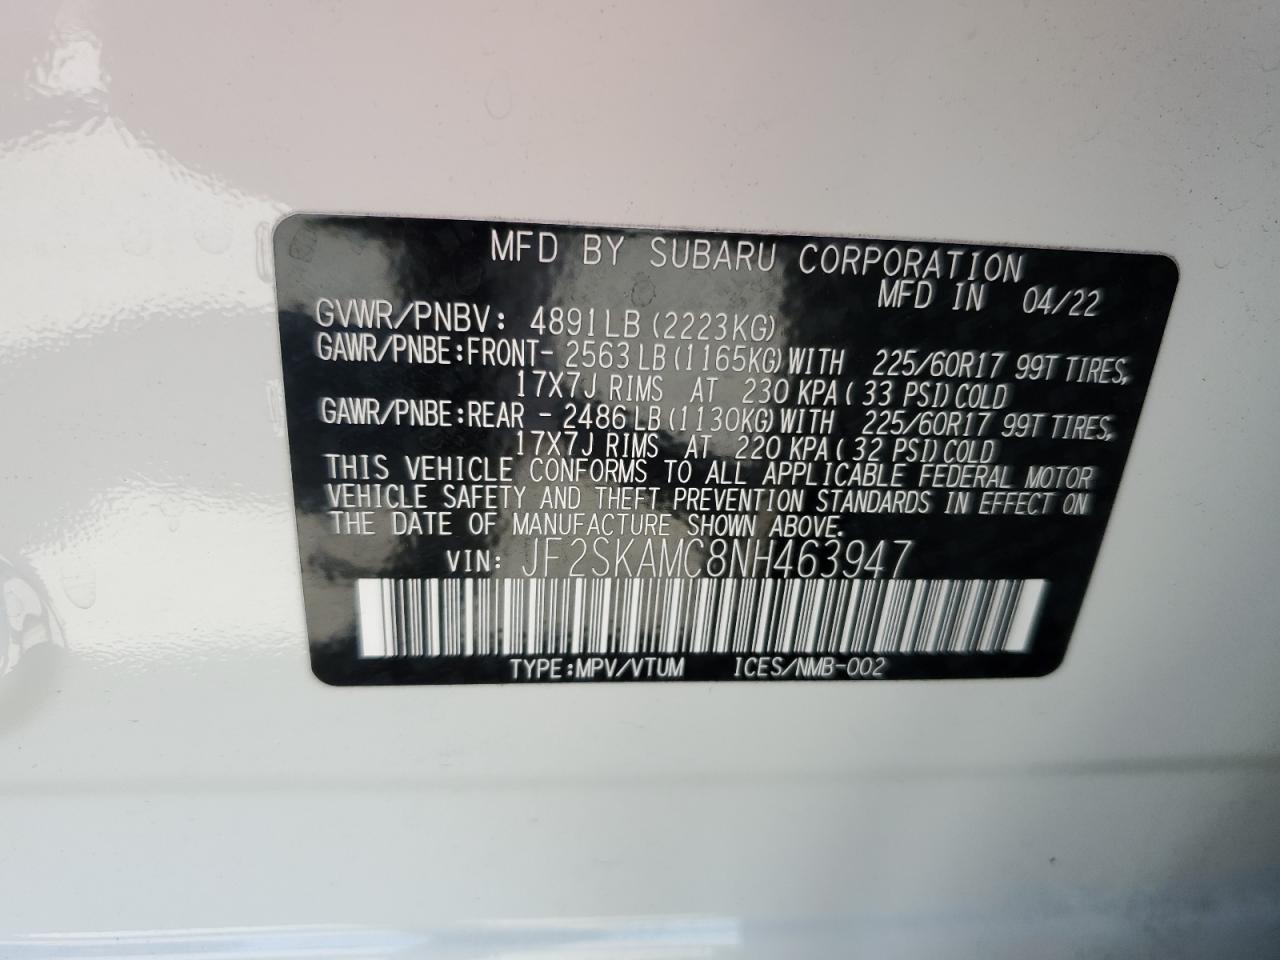 MFD BY SUBARU CORPORATION
MFD IN 04/22
GVWR/PNBV: 4891LB (2223KG)
GAWR/PNBE:FRONT- 2563 LB (1165KG) WITH 225/60R17 99T TIRES,
17X7J RIMS AT 230 KPA ( 33 PSI) COLD
GAWR/PNBE:REAR - 2486 LB (1130KG) WITH 225/60R17 99T TIRES,
17X7J RIMS AT 220 KPA ( 32 PSI) COLD
THIS VEHICLE CONFORMS TO ALL APPLICABLE FEDERAL MOTOR
VEHICLE SAFETY AND THEFT PREVENTION STANDARDS IN EFFECT ON
THE DATE OF MANUFACTURE SHOWN ABOVE.
VIN: JF2SKAMC8NH463947
TYPE:MPV/VTUM ICES/NMB-002